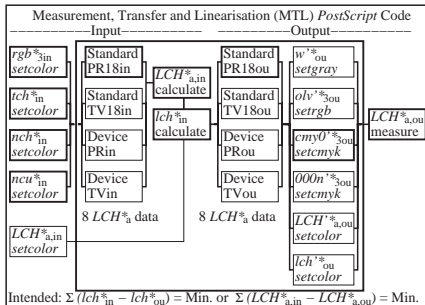 Measurement, Transfer and Linearisation (MTL) PostScript Code
Input
Output
rgb*3in
setcolor
tch*in
setcolor
nch*in
setcolor
ncu*in
setcolor
LCH*a,in
setcolor
Standard
PR18in
Standard
TV18in
Device
PRin
Device
TVin
8 LCH*a data
LCH*a,in
calculate
lch*in
calculate
Standard
PR18ou
Standard
TV18ou
Device
PRou
Device
TVou
8 LCH*a data
w'*ou
setgray
olv'*3ou
setrgb
cmy0'*3ou
setcmyk
000n'*3ou
setcmyk
LCH'*a,ou
setcolor
lch'*ou
setcolor
LCH*a,ou
measure
Intended: Σ (lch*in − lch*ou) = Min. or Σ (LCH*a,in − LCH*a,ou) = Min.